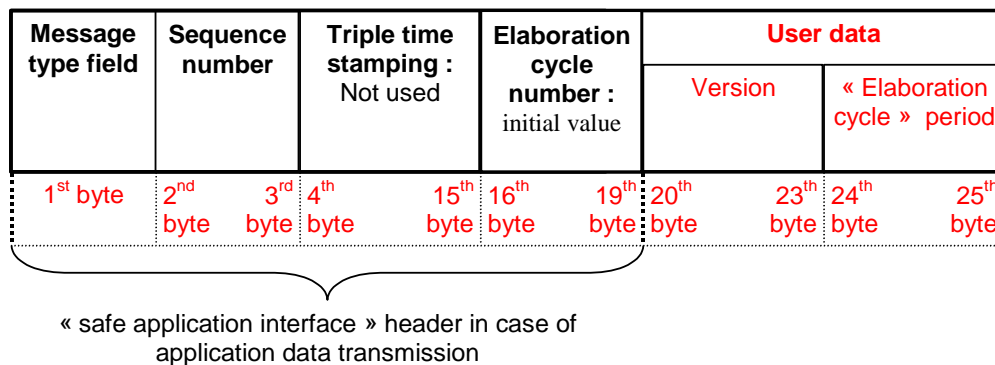 Message type field
Sequence number
Triple time stamping :
Not used
Elaboration cycle number :
initial value
User data
Version
« Elaboration cycle » period
1st byte
2nd byte
3rd byte
4th byte
15th byte
16th byte
19th byte
20th byte
23th byte
24th byte
25th byte
« safe application interface » header in case of
application data transmission